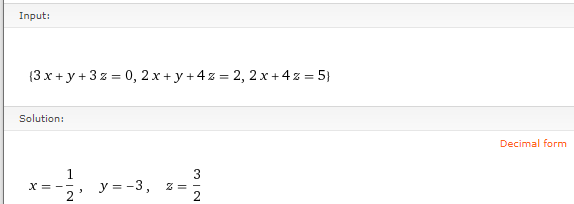 Input:
{3 x + y + 3 z = 0, 2 x + y + 4 z = 2, 2 x + 4 z = 5}
Solution:
Decimal form
x = -1/2, y = -3, z = 3/2